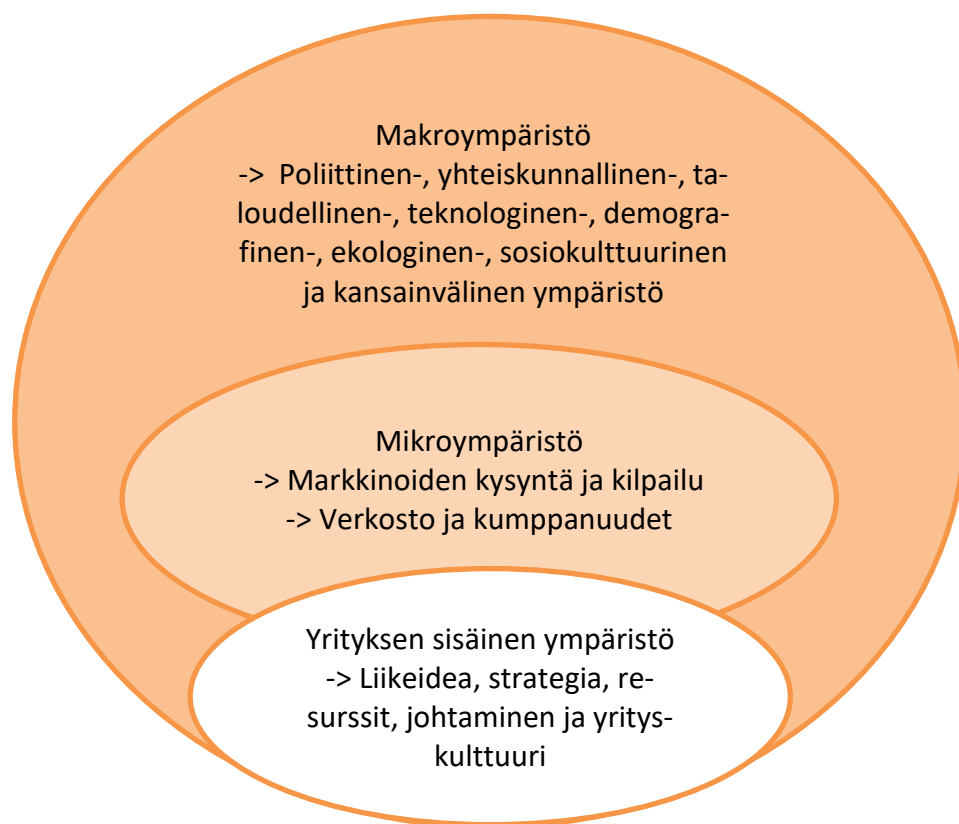 Makroympäristö
-> Poliittinen-, yhteiskunnallinen-, ta-
loudellinen-, teknologinen-, demogra-
finen-, ekologinen-, sosiokulttuurinen
ja kansainvälinen ympäristö
Mikroympäristö
-> Markkinoiden kysyntä ja kilpailu
-> Verkosto ja kumppanuudet
Yrityksen sisäinen ympäristö
-> Liikeidea, strategia, re-
surssit, johtaminen ja yritys-
kulttuuri